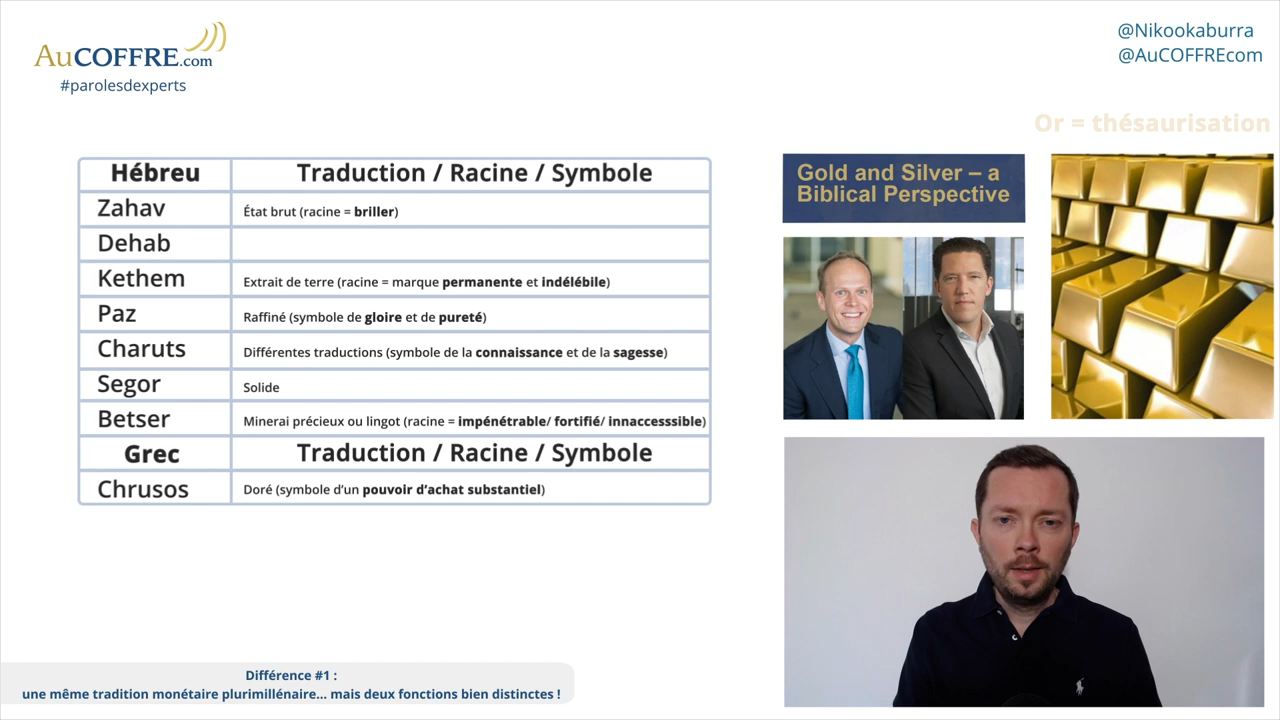 AuCOFFRE.com
#parolesdexperts
@Nikookaburra
@AuCOFFREcom
Or = thésaurisation
Hébreu Traduction / Racine / Symbole
Zahav État brut (racine = briller)
Dehab
Kethem Extrait de terre (racine = marque permanente et indélébile)
Paz Raffiné (symbole de gloire et de pureté)
Charuts Différentes traductions (symbole de la connaissance et de la sagesse)
Segor Solide
Betser Minerai précieux ou lingot (racine = impénétrable/ fortifié/ innaccesssible)
Grec Traduction / Racine / Symbole
Chrusos Doré (symbole d’un pouvoir d’achat substantiel)
Gold and Silver – a
Biblical Perspective
Différence #1 :
une même tradition monétaire plurimillénaire... mais deux fonctions bien distinctes !